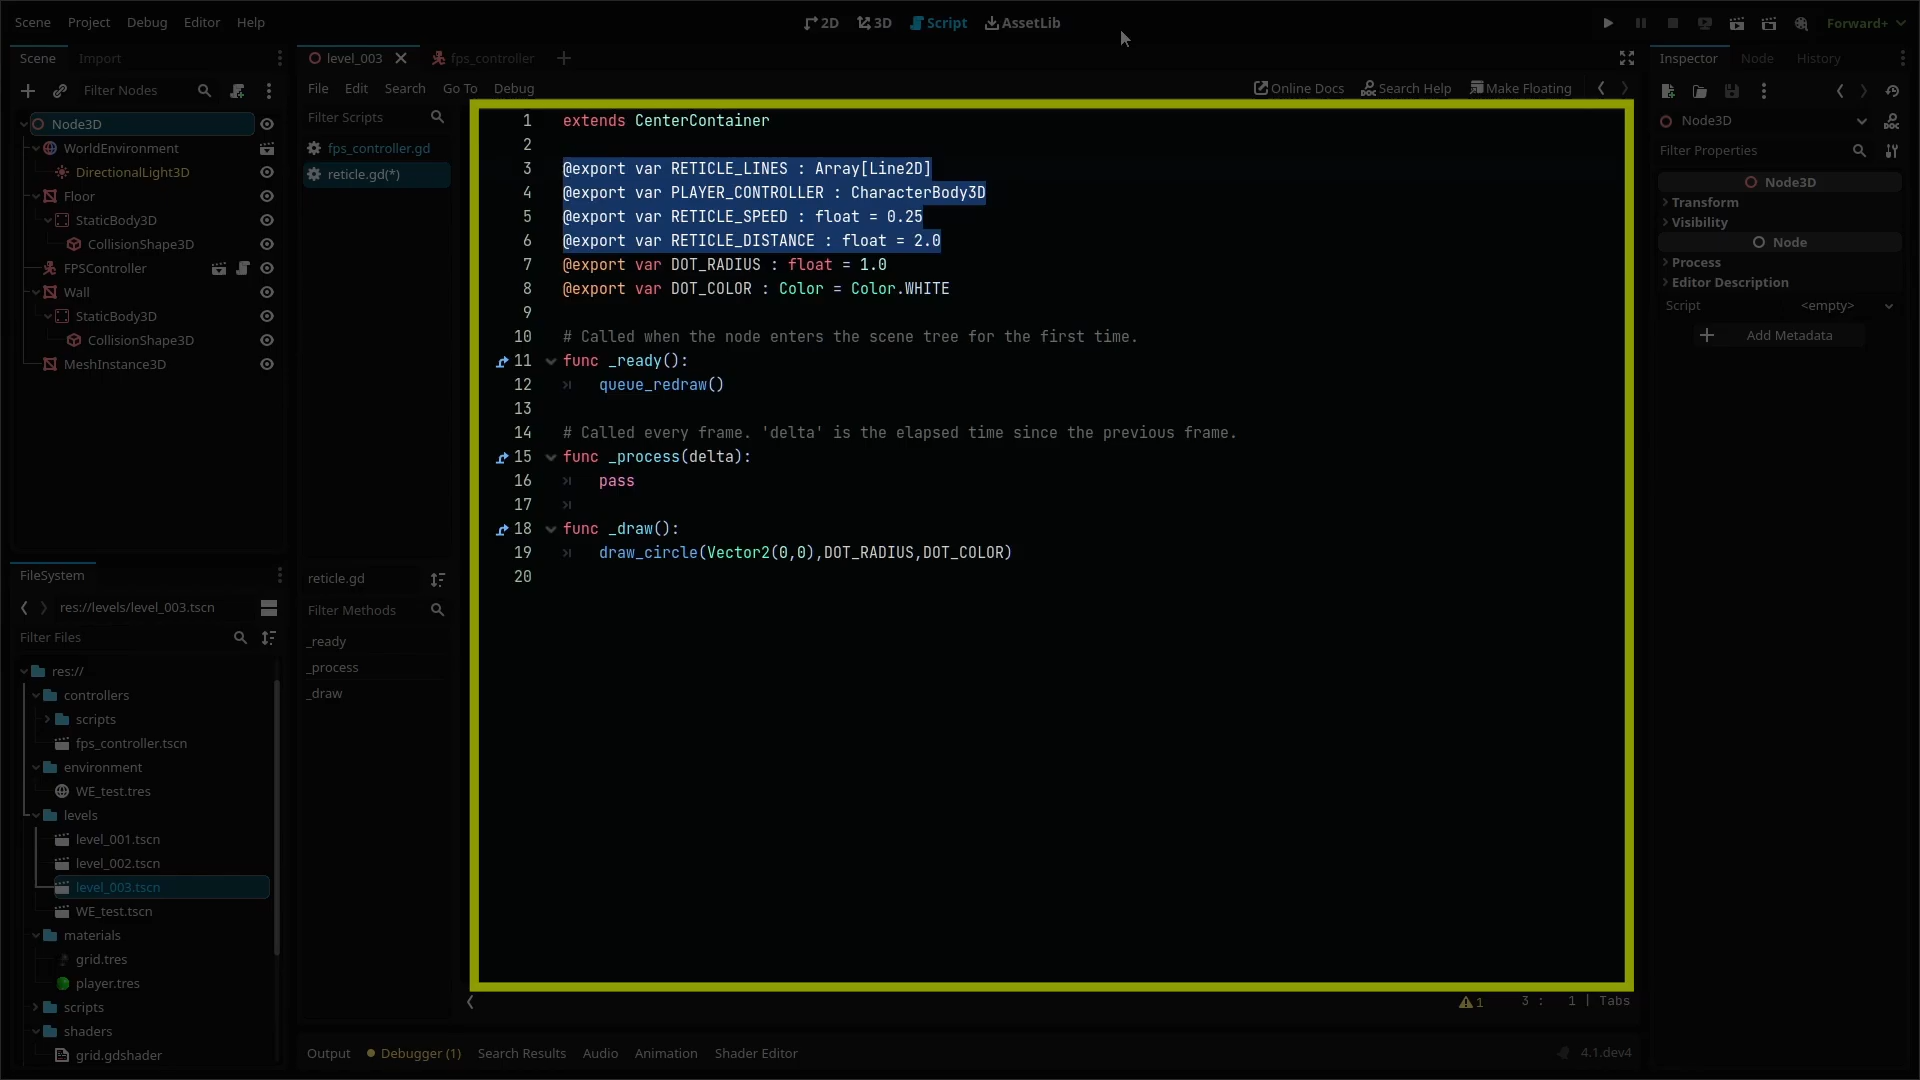 Scene Project Debug Editor Help
2D 3D Script AssetLib
Forward+
Scene Import
level_003 fps_controller
Inspector Node History
Filter Nodes
File Edit Search Go To Debug
Online Docs Search Help Make Floating
Node3D
WorldEnvironment
DirectionalLight3D
Floor
StaticBody3D
CollisionShape3D
FPSController
Wall
StaticBody3D
CollisionShape3D
MeshInstance3D
Filter Scripts
fps_controller.gd
reticle.gd(*)
1 extends CenterContainer
2
3 @export var RETICLE_LINES : Array[Line2D]
4 @export var PLAYER_CONTROLLER : CharacterBody3D
5 @export var RETICLE_SPEED : float = 0.25
6 @export var RETICLE_DISTANCE : float = 2.0
7 @export var DOT_RADIUS : float = 1.0
8 @export var DOT_COLOR : Color = Color.WHITE
9
10 # Called when the node enters the scene tree for the first time.
11 func _ready():
12 queue_redraw()
13
14 # Called every frame. 'delta' is the elapsed time since the previous frame.
15 func _process(delta):
16 pass
17
18 func _draw():
19 draw_circle(Vector2(0,0),DOT_RADIUS,DOT_COLOR)
20
Node3D
Filter Properties
Node3D
Transform
Visibility
Node
Process
Editor Description
Script <empty>
Add Metadata
FileSystem
res://levels/level_003.tscn
Filter Files
res://
controllers
scripts
fps_controller.tscn
environment
WE_test.tres
levels
level_001.tscn
level_002.tscn
level_003.tscn
WE_test.tscn
materials
grid.tres
player.tres
scripts
shaders
grid.gdshader
reticle.gd
Filter Methods
_ready
_process
_draw
1 3 : 1 | Tabs
Output Debugger (1) Search Results Audio Animation Shader Editor
4.1.dev4